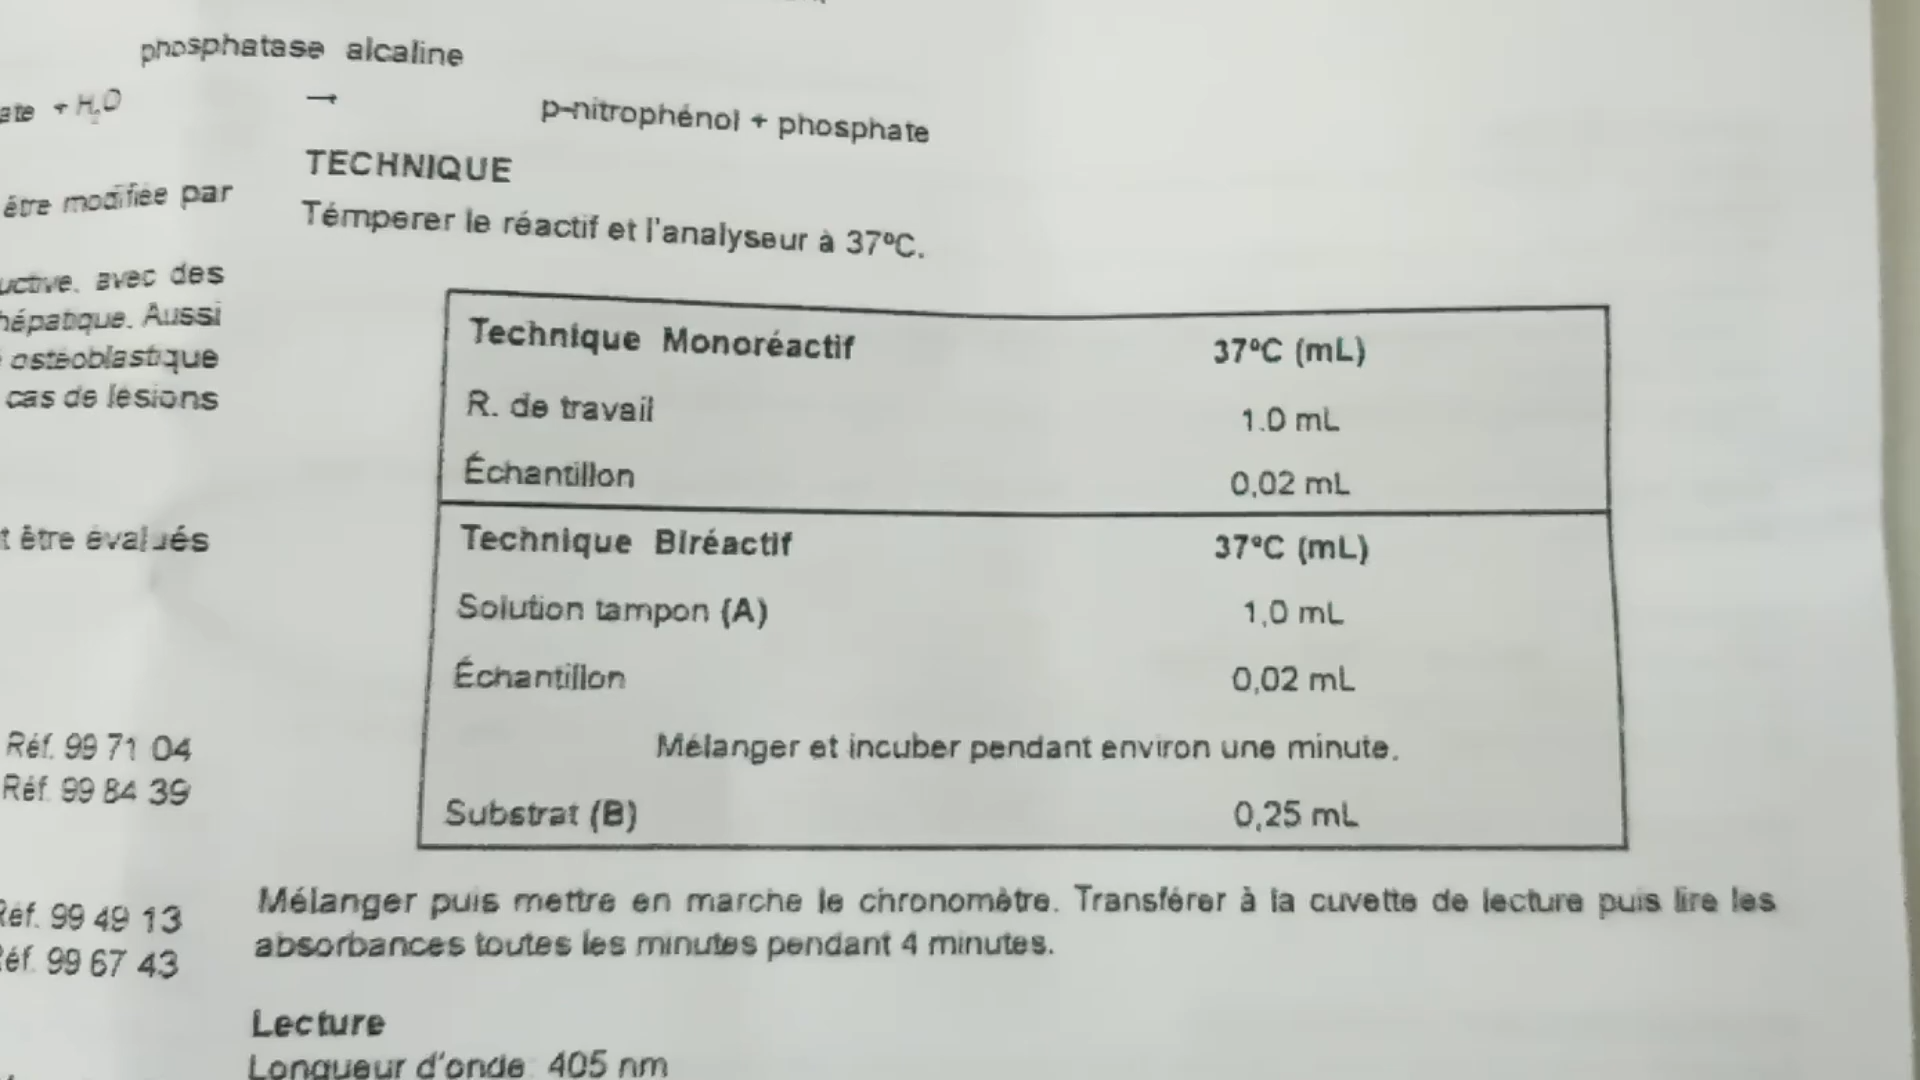 phosphatase alcaline
+ H₂O → p-nitrophénol + phosphate
TECHNIQUE
être modifiée par
Témperer le réactif et l'analyseur à 37ºC.
avec des
hépatique. Aussi
ostéoblastique
cas de lésions
Technique Monoréactif 37ºC (mL)
R. de travail 1.0 mL
Échantillon 0,02 mL
être évalués
Technique Biréactif 37ºC (mL)
Solution tampon (A) 1,0 mL
Échantillon 0,02 mL
Mélanger et incuber pendant environ une minute.
Substrat (B) 0,25 mL
Réf. 99 71 04
Réf. 99 84 39
Réf. 99 49 13
Réf. 99 67 43
Mélanger puis mettre en marche le chronomètre. Transférer à la cuvette de lecture puis lire les
absorbances toutes les minutes pendant 4 minutes.
Lecture
Longueur d'onde 405 nm